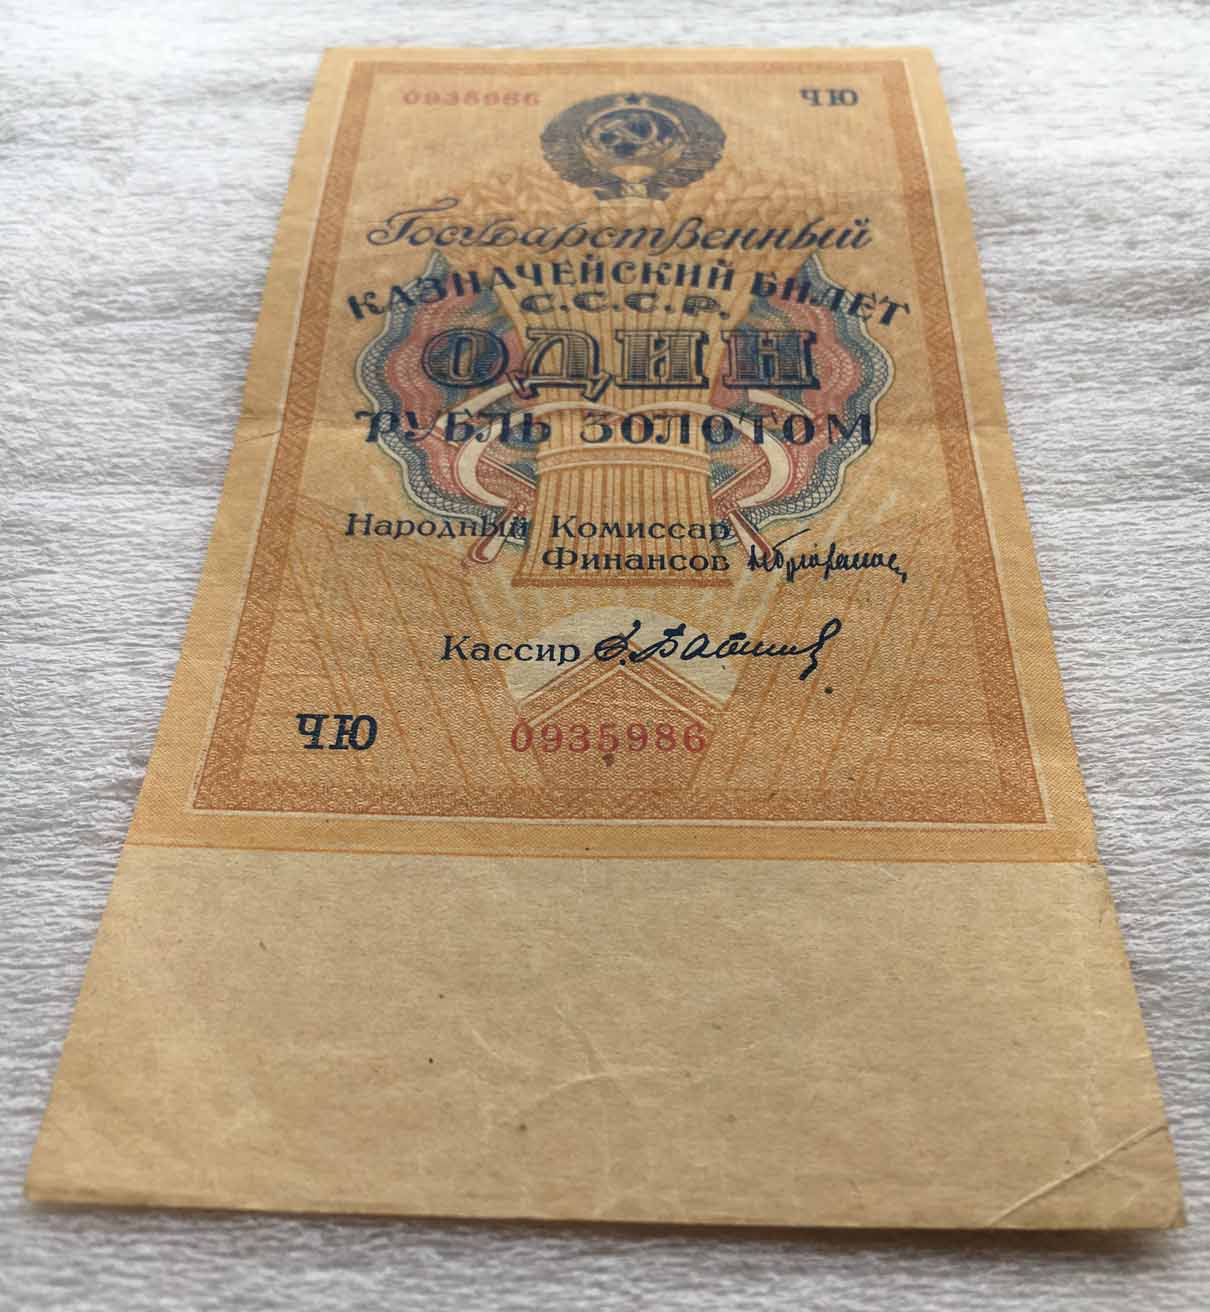 0935986 ЧЮ
Государственный
КАЗНАЧЕЙСКИЙ БИЛЕТ
С.С.С.Р.
ОДИН
РУБЛЬ ЗОЛОТОМ
Народный Комиссар
Финансов
Кассир
ЧЮ 0935986